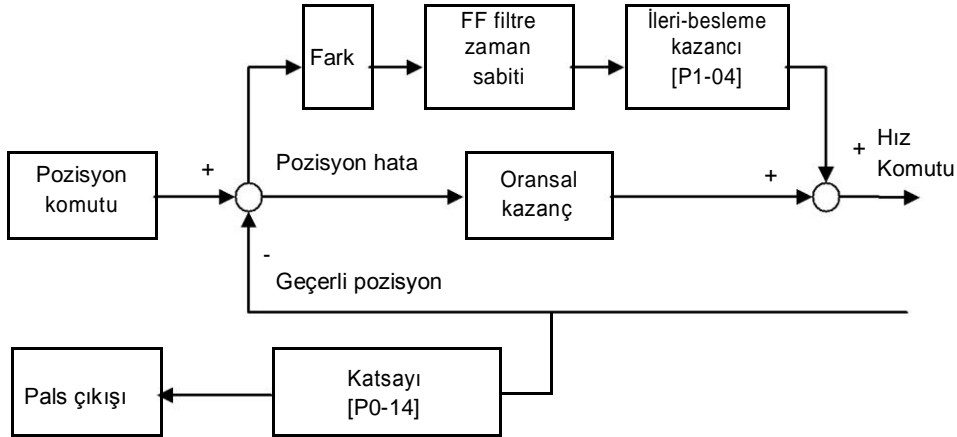 Fark
FF filtre
zaman
sabiti
İleri-besleme
kazancı
[P1-04]
Pozisyon
komutu
+
Pozisyon hata
Oransal
kazanç
+
+
Hız
Komutu
-
Geçerli pozisyon
Pals çıkışı
Katsayı
[P0-14]